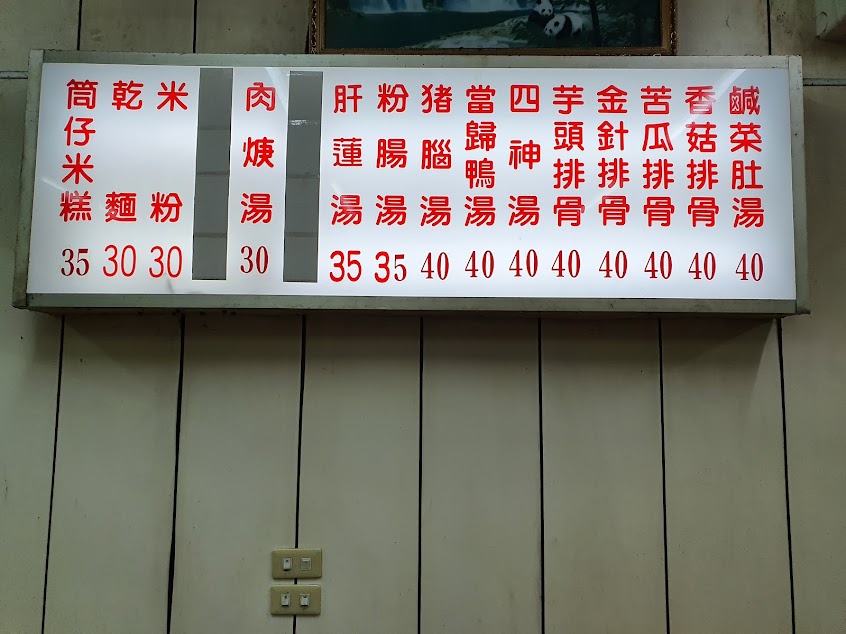 筒仔米糕 35
乾麵 30
米粉 30
肉焿湯 30
肝蓮湯 35
粉腸湯 35
猪腦湯 40
當歸鴨湯 40
四神湯 40
芋頭排骨 40
金針排骨 40
苦瓜排骨 40
香菇排骨 40
鹹菜肚湯 40